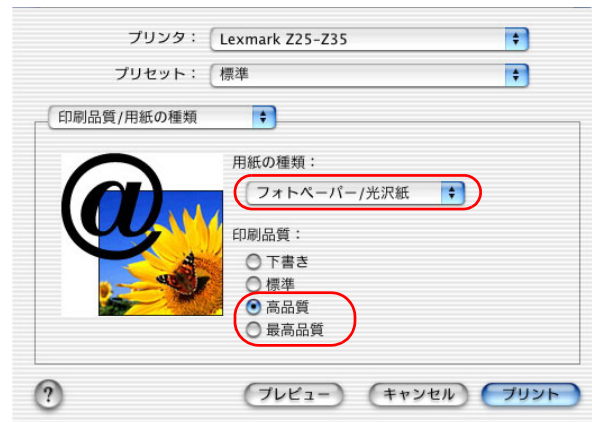 プリンタ： Lexmark Z25-Z35
プリセット： 標準
印刷品質/用紙の種類
用紙の種類：
フォトペーパー/光沢紙
印刷品質：
下書き
標準
高品質
最高品質
? プレビュー キャンセル プリント